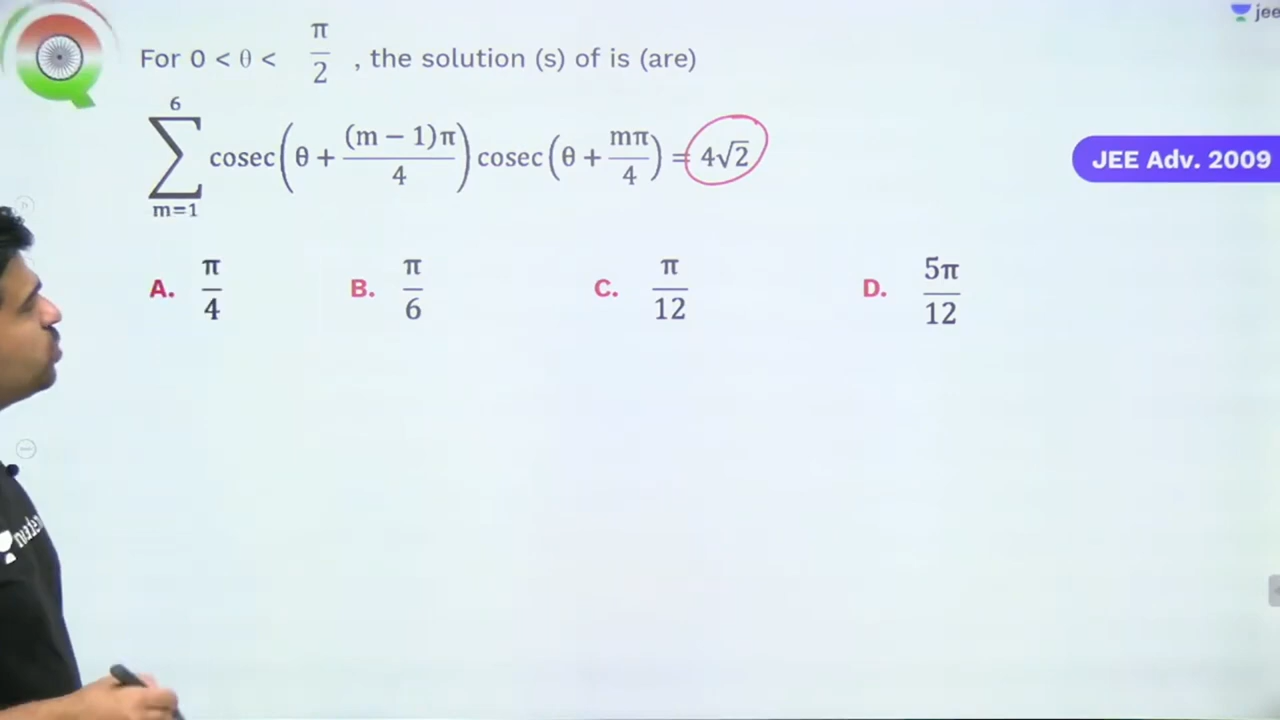 jee
For 0 < θ < π/2 , the solution (s) of is (are)
∑_{m=1}^{6} cosec(θ + (m − 1)π/4) cosec(θ + mπ/4) = 4√2
JEE Adv. 2009
A. π/4 B. π/6 C. π/12 D. 5π/12